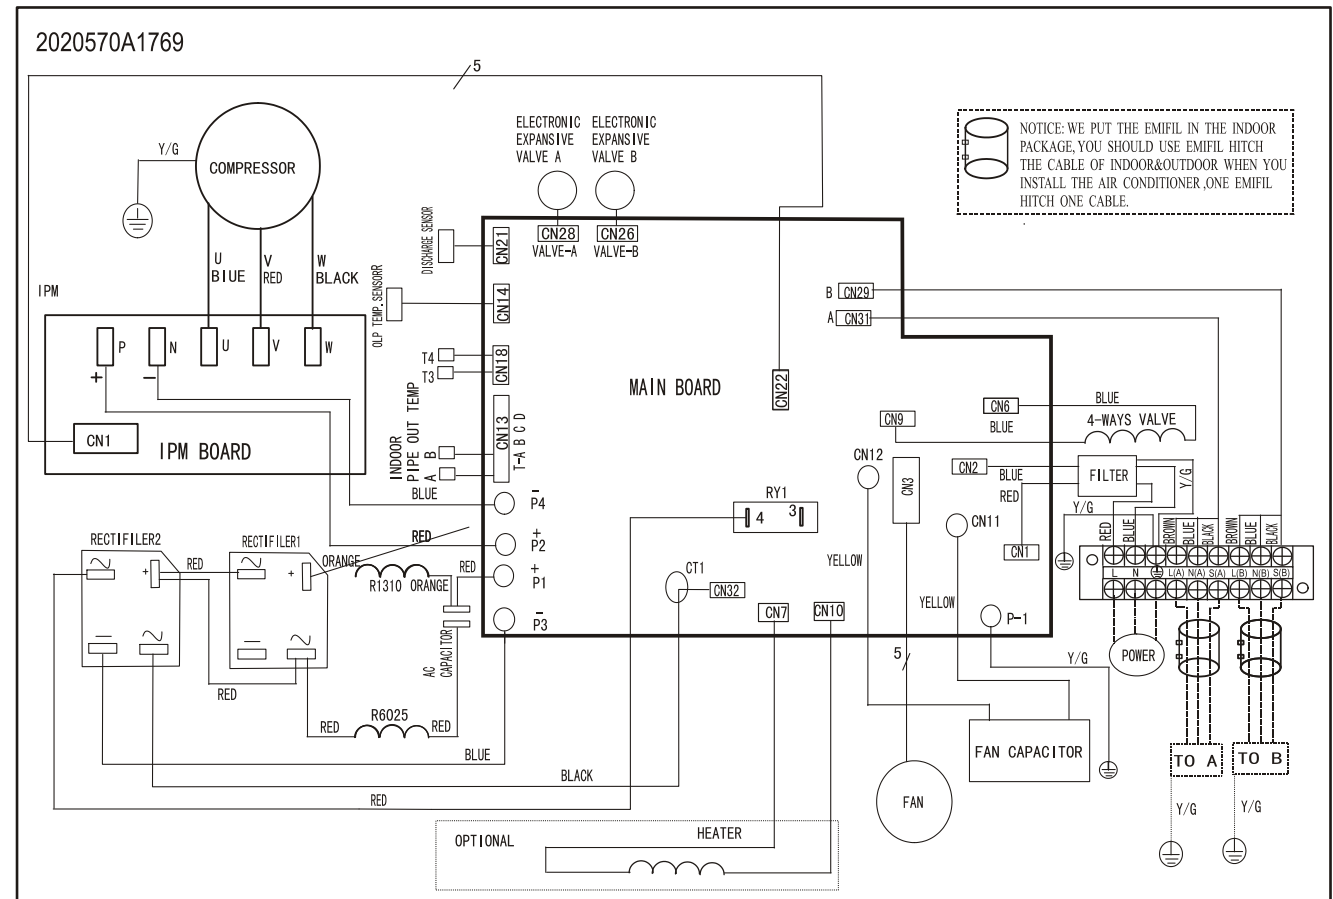 2020570A1769
5
ELECTRONIC
EXPANSIVE
VALVE A
ELECTRONIC
EXPANSIVE
VALVE B
NOTICE: WE PUT THE EMIFIL IN THE INDOOR
PACKAGE, YOU SHOULD USE EMIFIL HITCH
THE CABLE OF INDOOR&OUTDOOR WHEN YOU
INSTALL THE AIR CONDITIONER ,ONE EMIFIL
HITCH ONE CABLE.
Y/G
COMPRESSOR
U
BIUE
V
RED
W
BLACK
IPM
P
N
U
V
W
+
−
CN1
IPM BOARD
DISCHARGE SENSOR
OLP TEMP. SENSORR
CN21
CN14
T4
T3
CN18
INDOOR
PIPE OUT TEMP
B
A
CN13
T-A B C D
CN28
VALVE-A
CN26
VALVE-B
MAIN BOARD
CN22
B
CN29
A
CN31
CN9
CN6
BLUE
BLUE
4-WAYS VALVE
CN12
CN3
CN2
BLUE
RED
FILTER
Y/G
Y/G
CN11
CN1
BLUE
−
P4
RED
+
P2
RED
+
P1
−
P3
RY1
4
3
CT1
CN32
CN7
CN10
YELLOW
YELLOW
P-1
Y/G
5
RECTIFILER2
+
RED
RECTIFILER1
+
ORANGE
R1310
ORANGE
AC
CAPACITOR
RED
RED
R6025
RED
BLUE
BLACK
RED
RED
BLUE
BROWN
BLUE
BLACK
BROWN
BLUE
BLACK
L
N
L(A)
N(A)
S(A)
L(B)
N(B)
S(B)
POWER
TO A
TO B
Y/G
Y/G
FAN CAPACITOR
FAN
OPTIONAL
HEATER